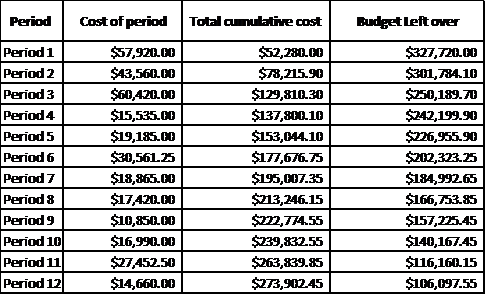 Period Cost of period Total cumulative cost Budget Left over
Period 1 $57,920.00 $52,280.00 $327,720.00
Period 2 $43,560.00 $78,215.90 $301,784.10
Period 3 $60,420.00 $129,810.30 $250,189.70
Period 4 $15,535.00 $137,800.10 $242,199.90
Period 5 $19,185.00 $153,044.10 $226,955.90
Period 6 $30,561.25 $177,676.75 $202,323.25
Period 7 $18,865.00 $195,007.35 $184,992.65
Period 8 $17,420.00 $213,246.15 $166,753.85
Period 9 $10,850.00 $222,774.55 $157,225.45
Period 10 $16,990.00 $239,832.55 $140,167.45
Period 11 $27,452.50 $263,839.85 $116,160.15
Period 12 $14,660.00 $273,902.45 $106,097.55